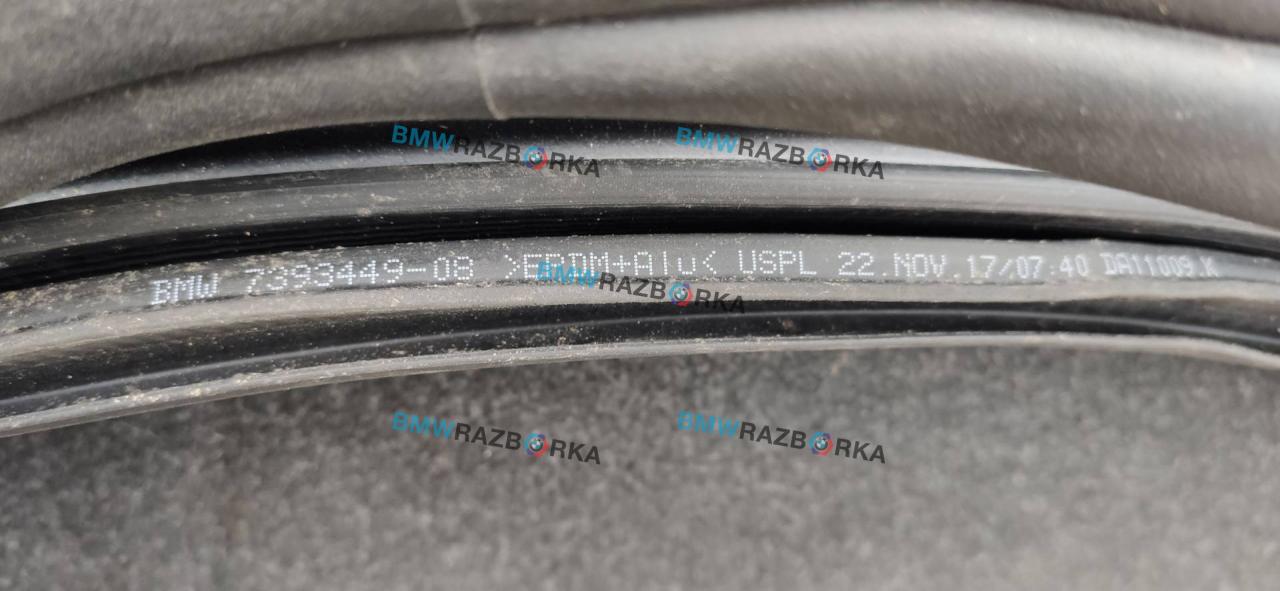 BMWRAZBORKA BMWRAZBORKA
BMW 7393449-08 >EPDM+Alu< USPL 22.NOV.17/07:40 DA11009.K
BMWRAZBORKA
BMWRAZBORKA BMWRAZBORKA